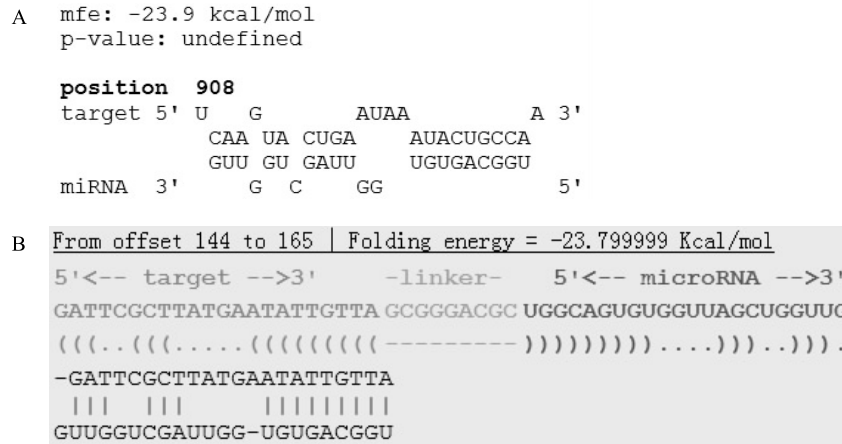 A mfe: -23.9 kcal/mol
p-value: undefined
position 908
target 5' U   G       AUAA         A 3'
CAA UA CUGA    AUACUGCCA
GUU GU GAUU    UGUGACGGU
miRNA  3'    G  C    GG             5'
B From offset 144 to 165 | Folding energy = -23.799999 Kcal/mol
5'<-- target -->3' -linker- 5'<-- microRNA -->3'
GATTCGCTTATGAATATTGTTA GCGGGACGC UGGCAGUGUGGUUAGCUGGUUG
(((..(((.....((((((((( --------- )))))))))....)))..))).
-GATTCGCTTATGAATATTGTTA
||| ||| |||||||||
GUUGGUCGAUUGG-UGUGACGGU